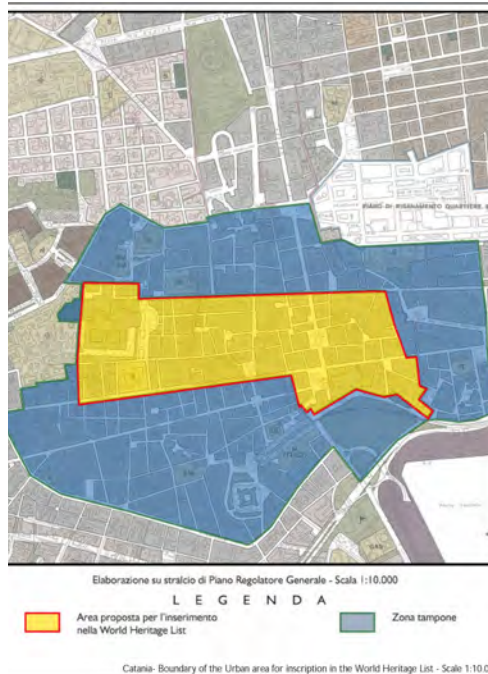 PIANO DI RISANAMENTO QUARTIERE
Elaborazione su stralcio di Piano Regolatore Generale - Scala 1:10.000
L E G E N D A
Area proposta per l'inserimento
nella World Heritage List
Zona tampone
Catania- Boundary of the Urban area for inscription in the World Heritage List - Scale 1:10.0